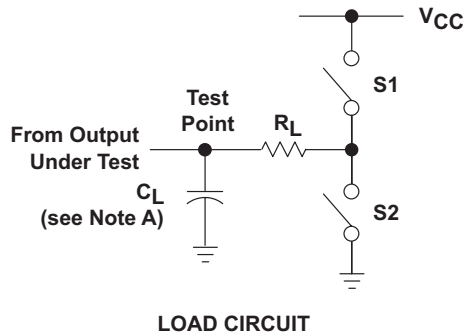 VCC
S1
Test
Point
RL
From Output
Under Test
CL
(see Note A)
S2
LOAD CIRCUIT